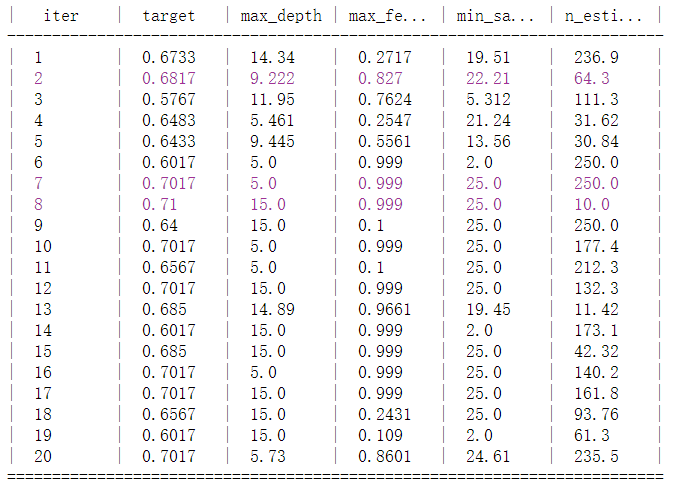 | iter | target | max_depth | max_fe... | min_sa... | n_esti... |
-------------------------------------------------------------------------
| 1 | 0.6733 | 14.34 | 0.2717 | 19.51 | 236.9 |
| 2 | 0.6817 | 9.222 | 0.827 | 22.21 | 64.3 |
| 3 | 0.5767 | 11.95 | 0.7624 | 5.312 | 111.3 |
| 4 | 0.6483 | 5.461 | 0.2547 | 21.24 | 31.62 |
| 5 | 0.6433 | 9.445 | 0.5561 | 13.56 | 30.84 |
| 6 | 0.6017 | 5.0 | 0.999 | 2.0 | 250.0 |
| 7 | 0.7017 | 5.0 | 0.999 | 25.0 | 250.0 |
| 8 | 0.71 | 15.0 | 0.999 | 25.0 | 10.0 |
| 9 | 0.64 | 15.0 | 0.1 | 25.0 | 250.0 |
| 10 | 0.7017 | 5.0 | 0.999 | 25.0 | 177.4 |
| 11 | 0.6567 | 5.0 | 0.1 | 25.0 | 212.3 |
| 12 | 0.7017 | 15.0 | 0.999 | 25.0 | 132.3 |
| 13 | 0.685 | 14.89 | 0.9661 | 19.45 | 11.42 |
| 14 | 0.6017 | 15.0 | 0.999 | 2.0 | 173.1 |
| 15 | 0.685 | 15.0 | 0.999 | 25.0 | 42.32 |
| 16 | 0.7017 | 5.0 | 0.999 | 25.0 | 140.2 |
| 17 | 0.7017 | 15.0 | 0.999 | 25.0 | 161.8 |
| 18 | 0.6567 | 15.0 | 0.2431 | 25.0 | 93.76 |
| 19 | 0.6017 | 15.0 | 0.109 | 2.0 | 61.3 |
| 20 | 0.7017 | 5.73 | 0.8601 | 24.61 | 235.5 |
=========================================================================